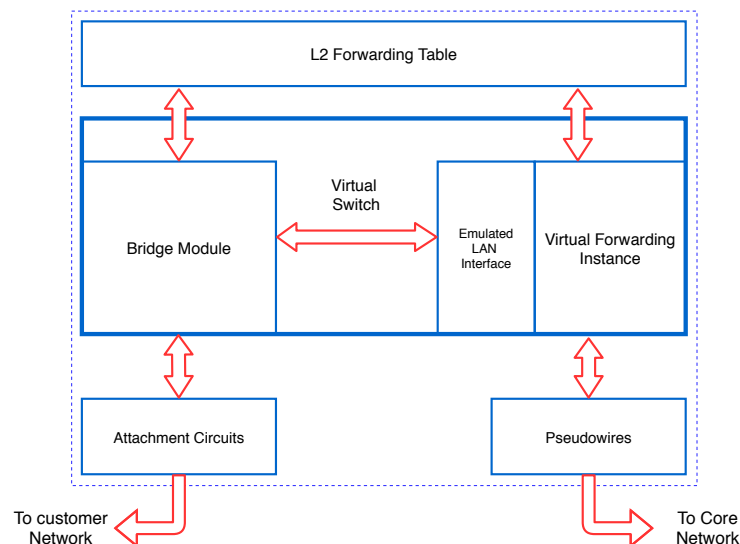 L2 Forwarding Table
Virtual
Switch
Bridge Module
Emulated
LAN
Interface
Virtual Forwarding
Instance
Attachment Circuits
Pseudowires
To customer
Network
To Core
Network